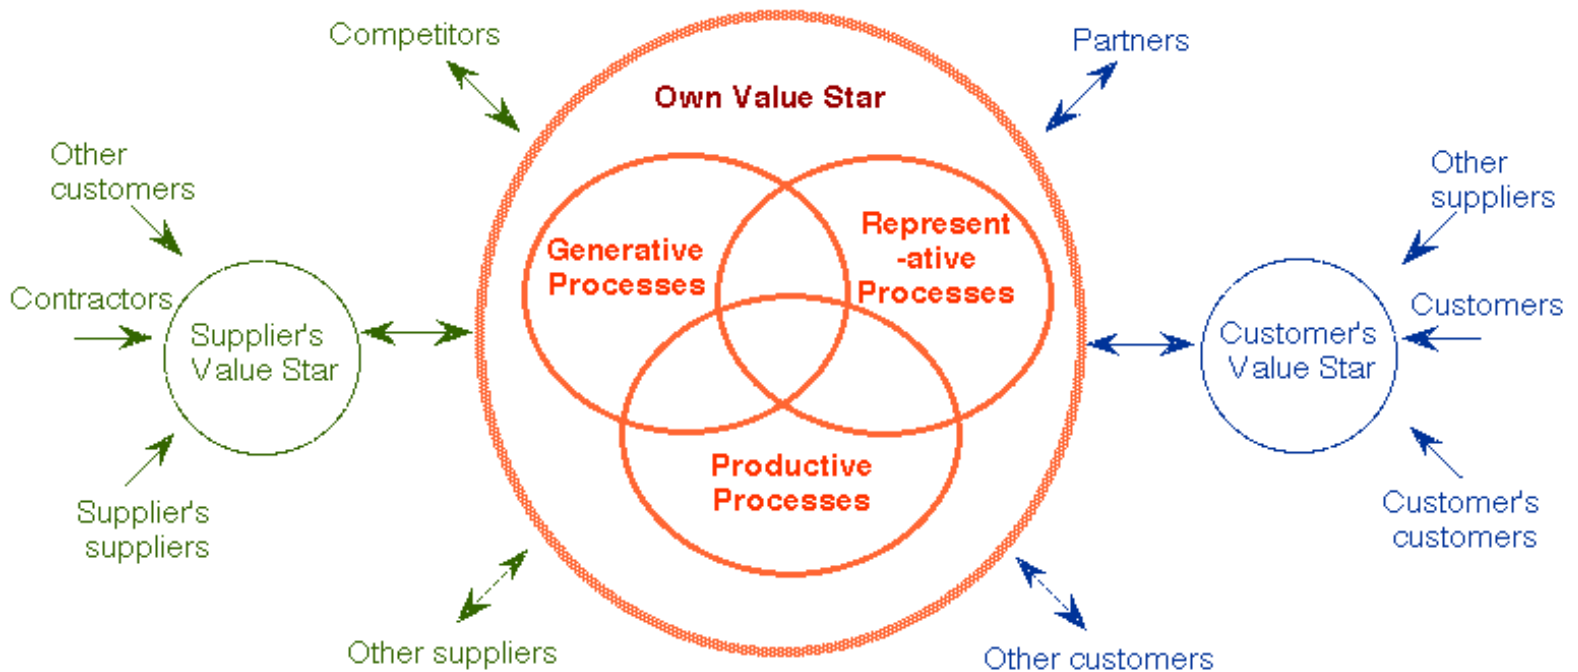 Competitors
Partners
Own Value Star
Other
customers
Other
suppliers
Generative
Processes
Represent
-ative
Processes
Contractors
Customers
Supplier's
Value Star
Customer's
Value Star
Productive
Processes
Supplier's
suppliers
Customer's
customers
Other suppliers
Other customers